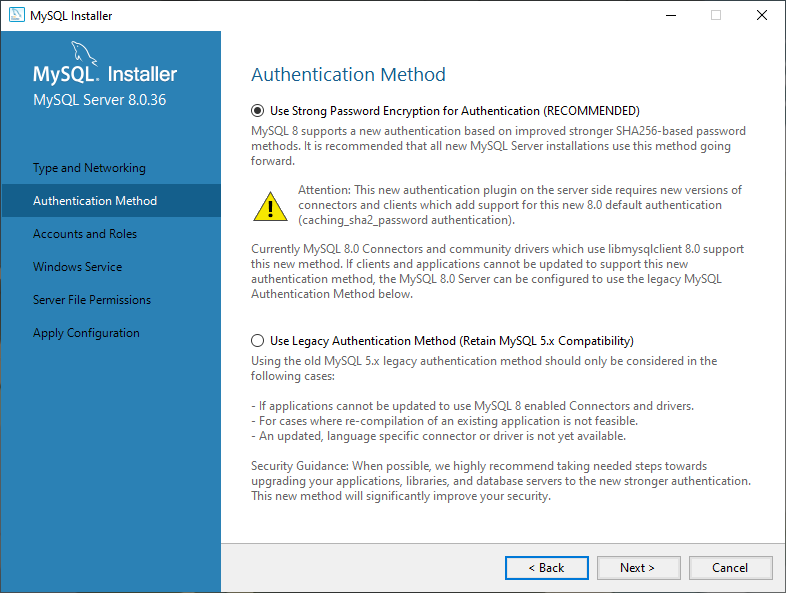 MySQL Installer
MySQL® Installer
MySQL Server 8.0.36
Type and Networking
Authentication Method
Accounts and Roles
Windows Service
Server File Permissions
Apply Configuration
Authentication Method
Use Strong Password Encryption for Authentication (RECOMMENDED)
MySQL 8 supports a new authentication based on improved stronger SHA256-based password
methods. It is recommended that all new MySQL Server installations use this method going
forward.
Attention: This new authentication plugin on the server side requires new versions of
connectors and clients which add support for this new 8.0 default authentication
(caching_sha2_password authentication).
Currently MySQL 8.0 Connectors and community drivers which use libmysqlclient 8.0 support
this new method. If clients and applications cannot be updated to support this new
authentication method, the MySQL 8.0 Server can be configured to use the legacy MySQL
Authentication Method below.
Use Legacy Authentication Method (Retain MySQL 5.x Compatibility)
Using the old MySQL 5.x legacy authentication method should only be considered in the
following cases:
- If applications cannot be updated to use MySQL 8 enabled Connectors and drivers.
- For cases where re-compilation of an existing application is not feasible.
- An updated, language specific connector or driver is not yet available.
Security Guidance: When possible, we highly recommend taking needed steps towards
upgrading your applications, libraries, and database servers to the new stronger authentication.
This new method will significantly improve your security.
< Back
Next >
Cancel